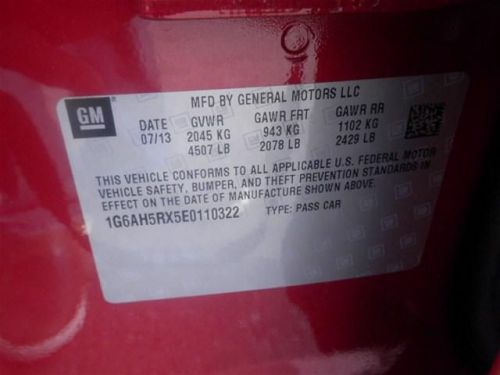 GM
MFD BY GENERAL MOTORS LLC
DATE GVWR GAWR FRT GAWR RR
07/13 2045 KG 943 KG 1102 KG
4507 LB 2078 LB 2429 LB
THIS VEHICLE CONFORMS TO ALL APPLICABLE U.S. FEDERAL MOTOR
VEHICLE SAFETY, BUMPER, AND THEFT PREVENTION STANDARDS IN
EFFECT ON THE DATE OF MANUFACTURE SHOWN ABOVE.
1G6AH5RX5E0110322 TYPE: PASS CAR